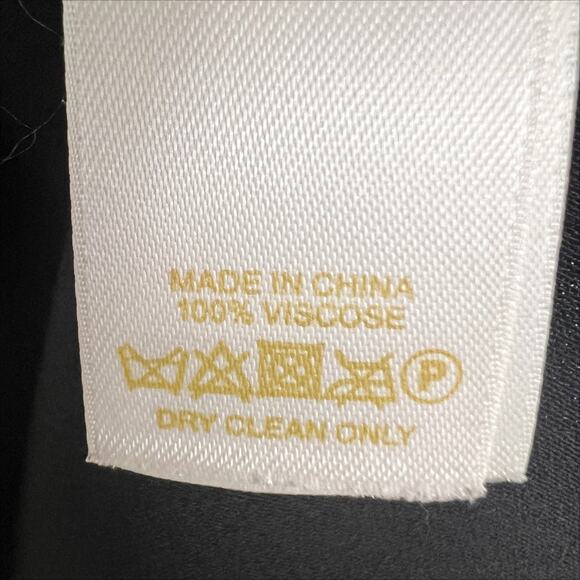 MADE IN CHINA
100% VISCOSE
P
DRY CLEAN ONLY